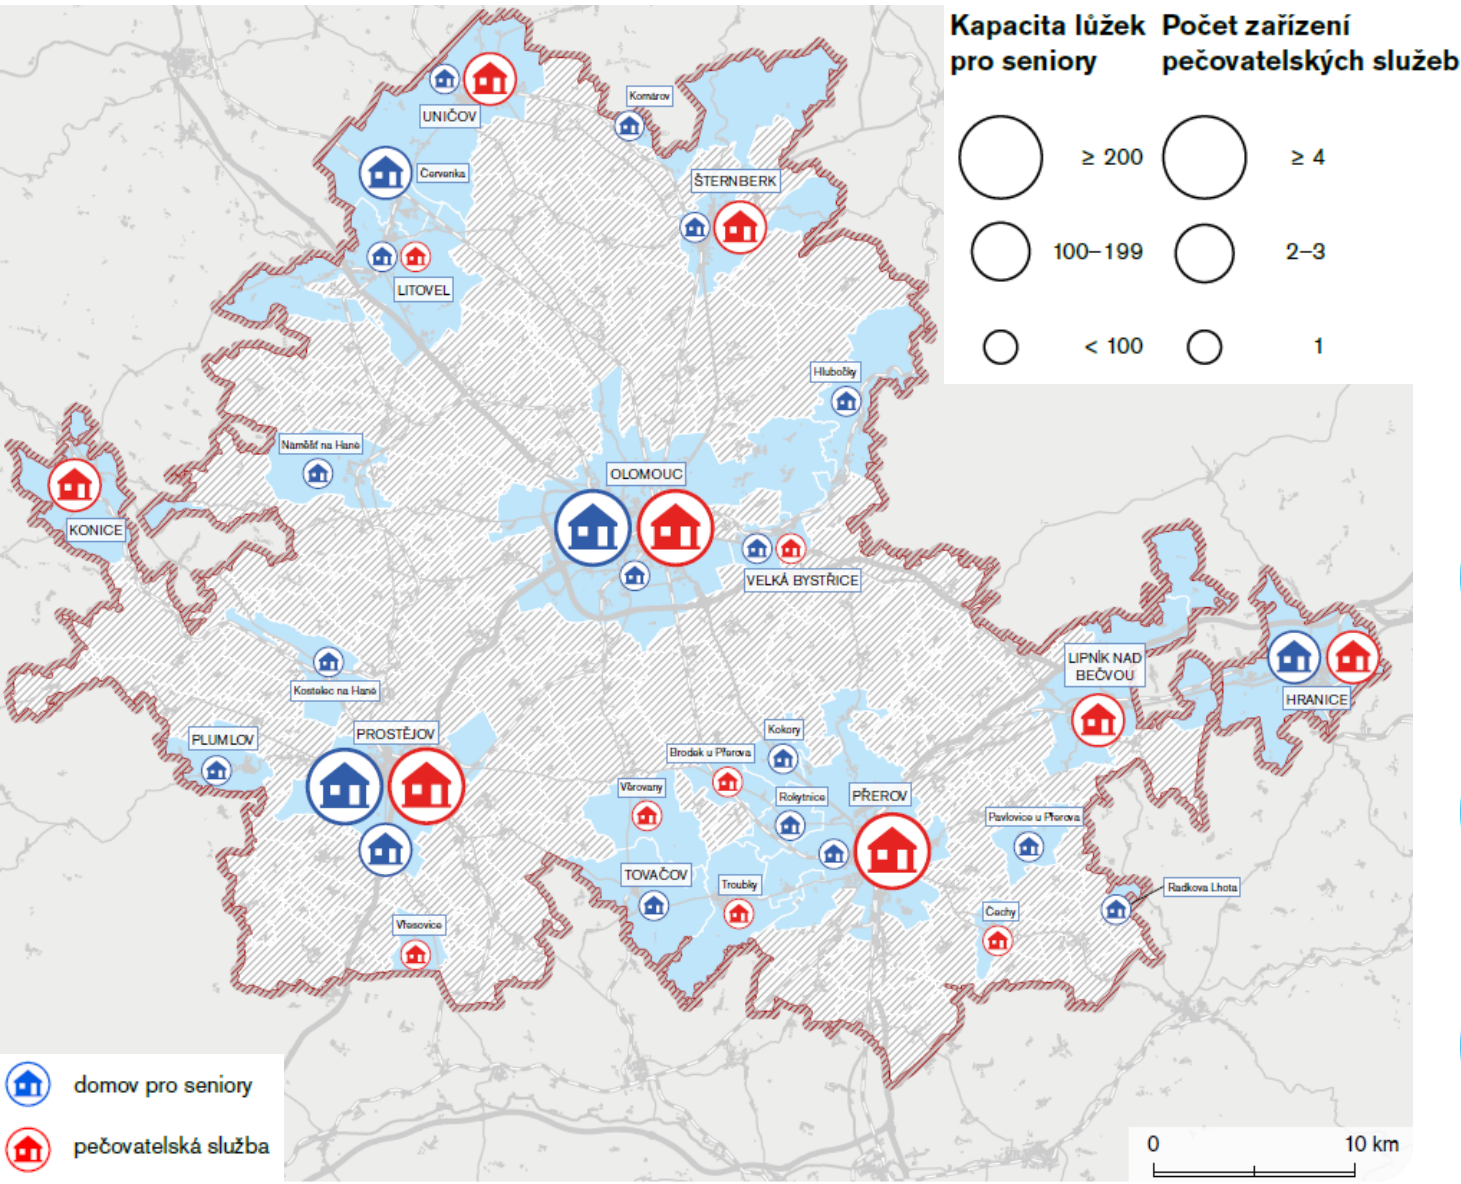 Kapacita lůžek
pro seniory
Počet zařízení
pečovatelských služeb
≥ 200
≥ 4
100–199
2–3
< 100
1
UNIČOV
Komárov
Červenka
ŠTERNBERK
LITOVEL
Hlubočky
Náměšť na Hané
OLOMOUC
KONICE
VELKÁ BYSTŘICE
LIPNÍK NAD
BEČVOU
HRANICE
Kostelec na Hané
PLUMLOV
PROSTĚJOV
Kokory
Brodek u Přerova
Věrovany
Rokytnice
PŘEROV
Pavlovice u Přerova
TOVAČOV
Troubky
Radkova Lhota
Čechy
Vřesovice
domov pro seniory
pečovatelská služba
0
10 km